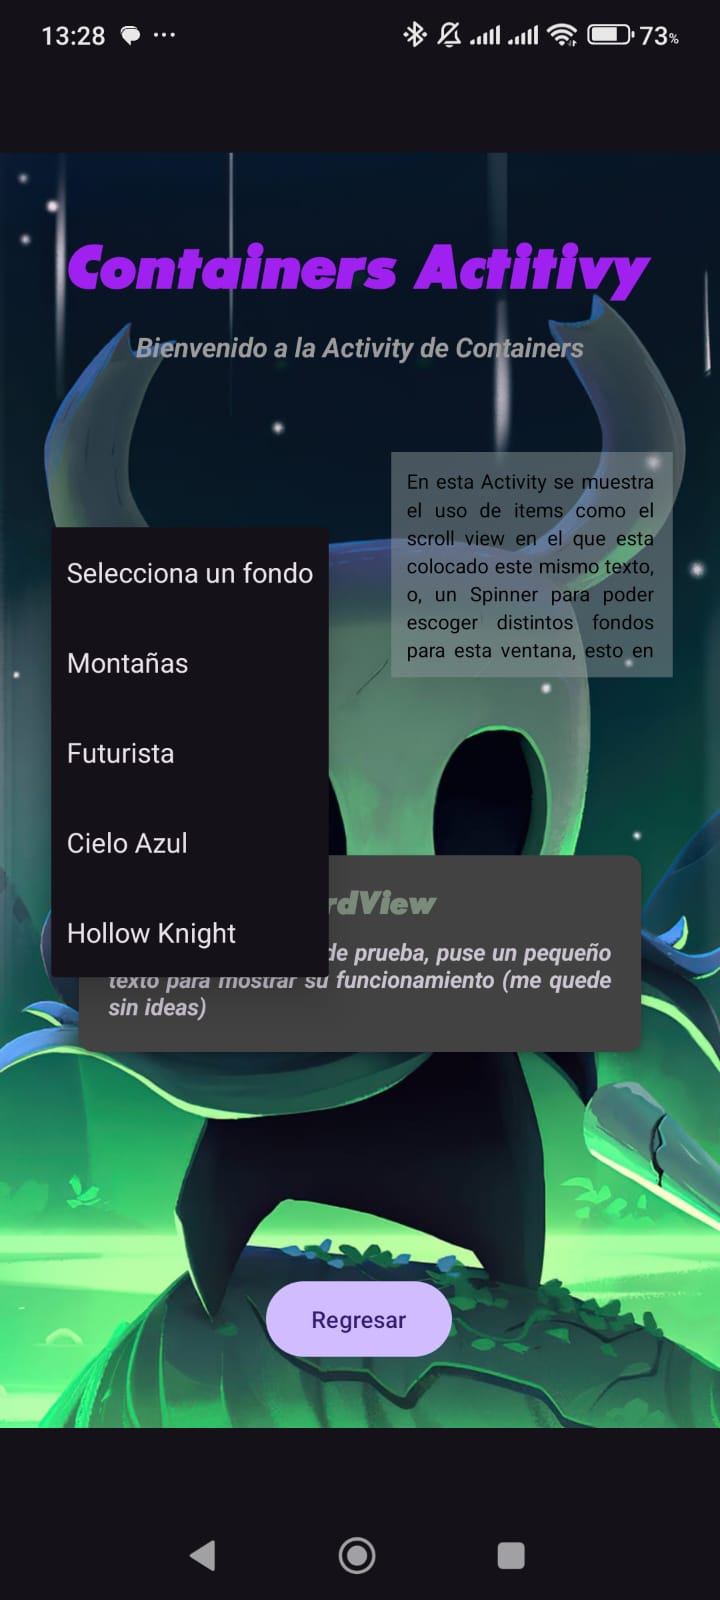 13:28
73%
Containers Actitivy
Bienvenido a la Activity de Containers
En esta Activity se muestra
el uso de items como el
scroll view en el que esta
colocado este mismo texto,
o, un Spinner para poder
escoger distintos fondos
para esta ventana, esto en
Selecciona un fondo
Montañas
Futurista
Cielo Azul
Hollow Knight
rdView
de prueba, puse un pequeño
texto para mostrar su funcionamiento (me quede
sin ideas)
Regresar